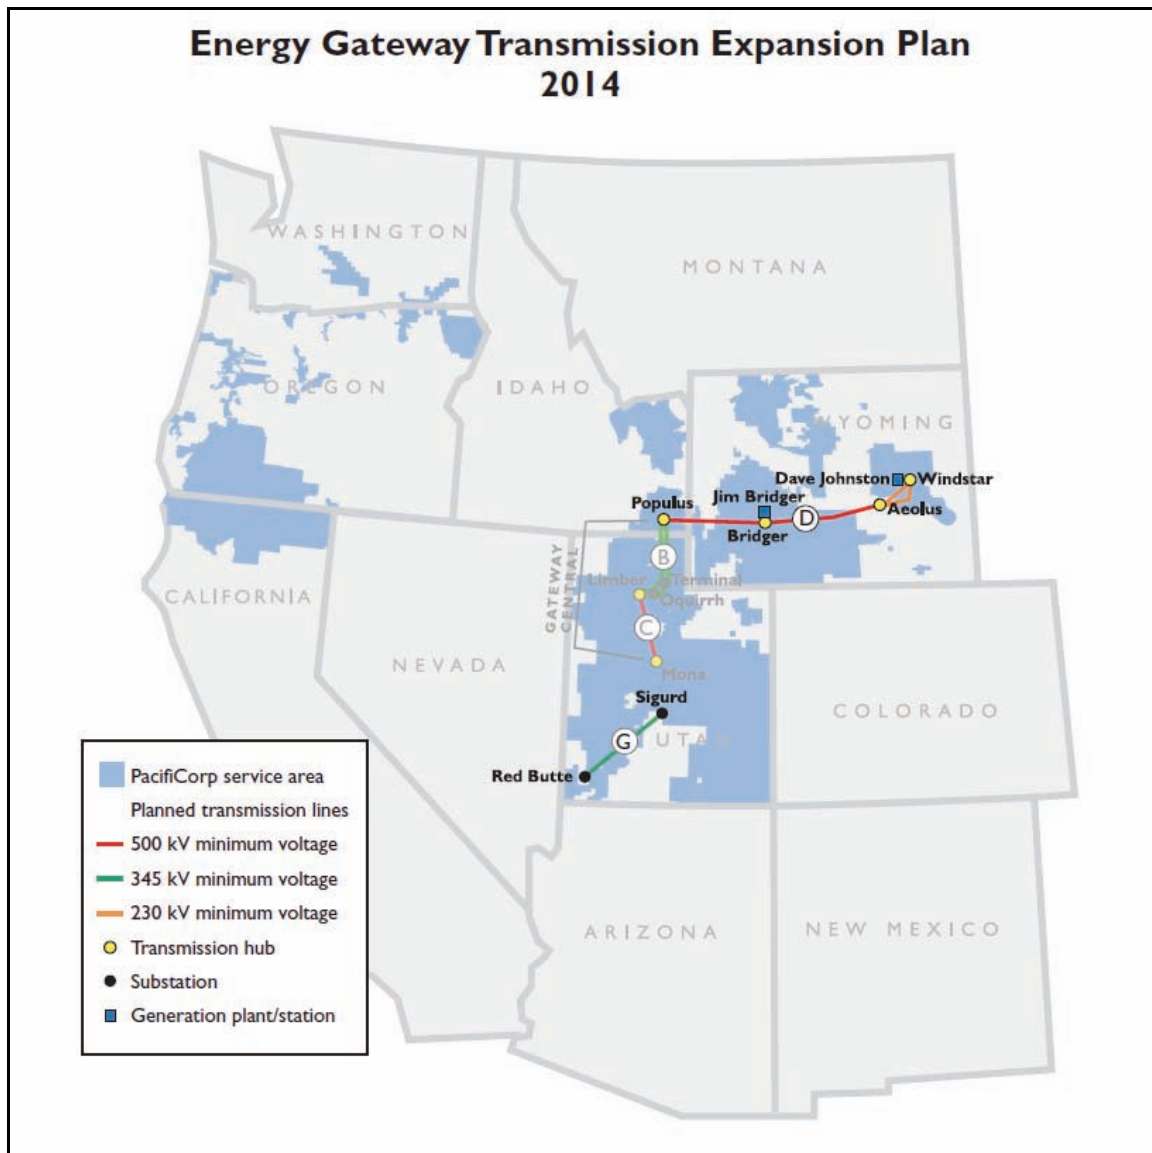 Energy Gateway Transmission Expansion Plan
2014
WASHINGTON
MONTANA
OREGON
IDAHO
WYOMING
Dave Johnston
Windstar
Jim Bridger
Populus
Aeolus
D
Bridger
B
GATEWAY
CENTRAL
Limber
Terminal
Oquirrh
CALIFORNIA
C
NEVADA
Mona
Sigurd
COLORADO
G
UTAH
Red Butte
PacifiCorp service area
Planned transmission lines
500 kV minimum voltage
345 kV minimum voltage
230 kV minimum voltage
Transmission hub
Substation
Generation plant/station
ARIZONA
NEW MEXICO